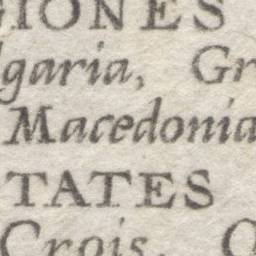 GIONES
lgaria, Gr
Macedonia
TATES
Crois. O